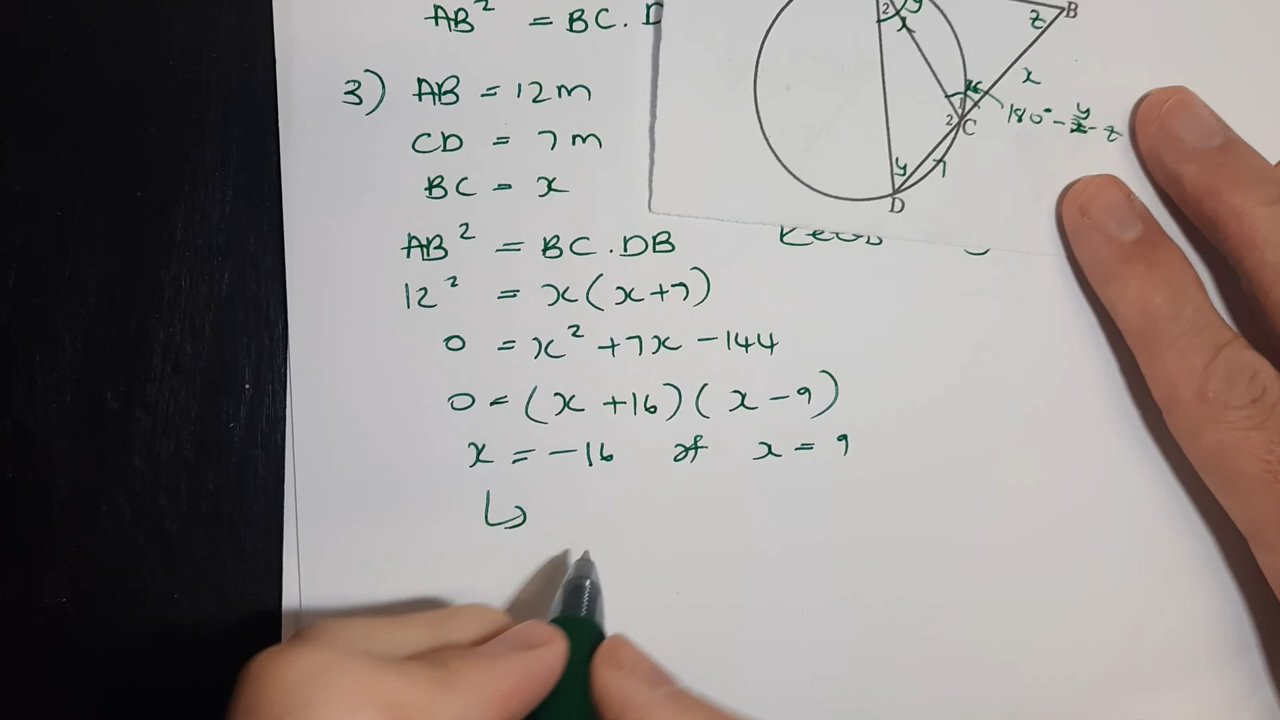 AB² = BC.D
3) AB = 12m
CD = 7m
BC = x
AB² = BC.DB
12² = x(x+7)
0 = x² + 7x - 144
0 = (x + 16)(x - 9)
x = -16 of x = 9
2 y
x
z B
x
x
1
2 C
180° - y - z
y 7
D